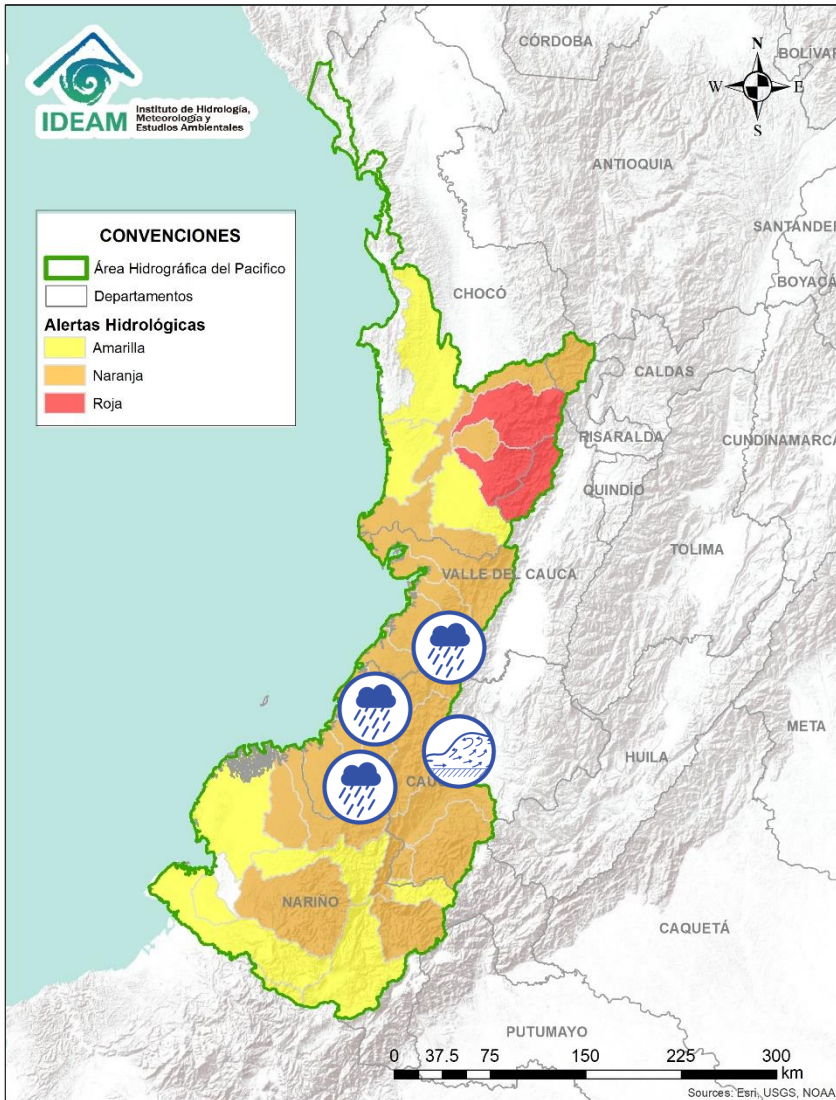 IDEAM
Instituto de Hidrología,
Meteorología y
Estudios Ambientales
CÓRDOBA
BOLÍVAR
N
W
E
S
ANTIOQUIA
SANTANDER
BOYACÁ
CONVENCIONES
Área Hidrográfica del Pacifico
Departamentos
Alertas Hidrológicas
Amarilla
Naranja
Roja
CHOCÓ
CALDAS
RISARALDA
CUNDINAMARCA
QUINDÍO
TOLIMA
VALLE DEL CAUCA
META
HUILA
CAUC
NARIÑO
CAQUETÁ
PUTUMAYO
0 37.5 75 150 225 300
km
Sources: Esri, USGS, NOAA